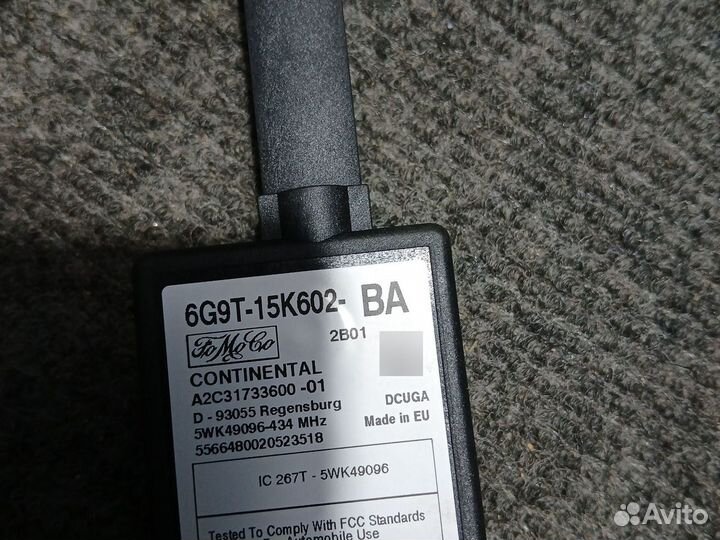 6G9T-15K602- BA
FoMoCo
2B01
CONTINENTAL
A2C31733600 -01
D - 93055 Regensburg
DCUGA
5WK49096-434 MHz
Made in EU
5566480020523518
IC 267T - 5WK49096
Tested To Comply With FCC Standards
Automobile Use
Avito